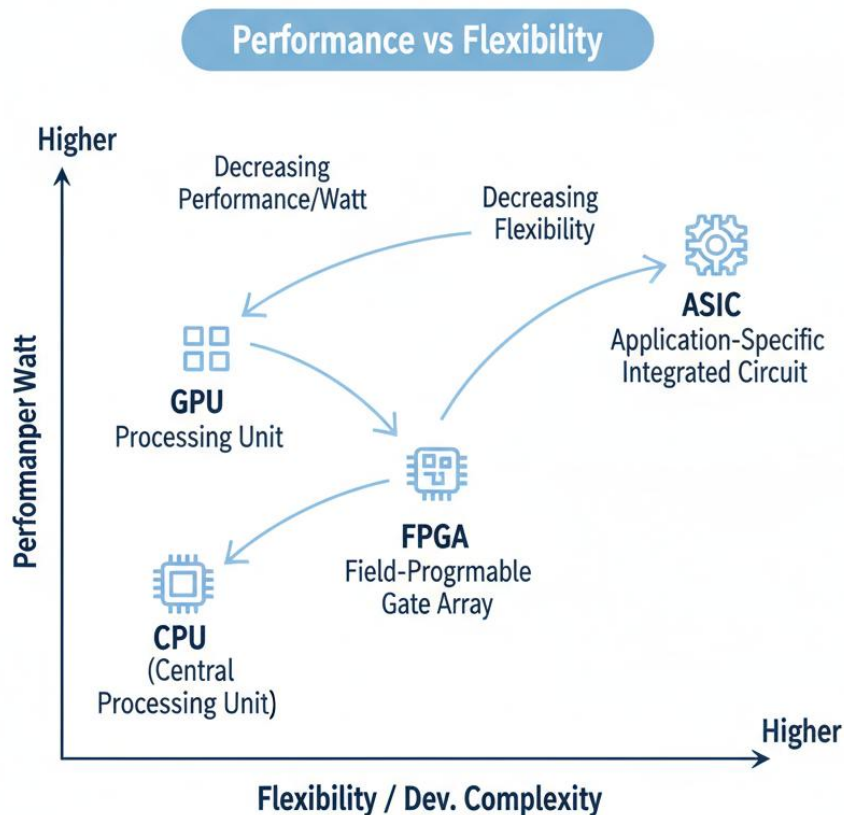 Performance vs Flexibility
Higher
Decreasing
Performance/Watt
Decreasing
Flexibility
ASIC
Application-Specific
Integrated Circuit
GPU
Processing Unit
Performanper Watt
FPGA
Field-Progrmable
Gate Array
CPU
(Central
Processing Unit)
Higher
Flexibility / Dev. Complexity